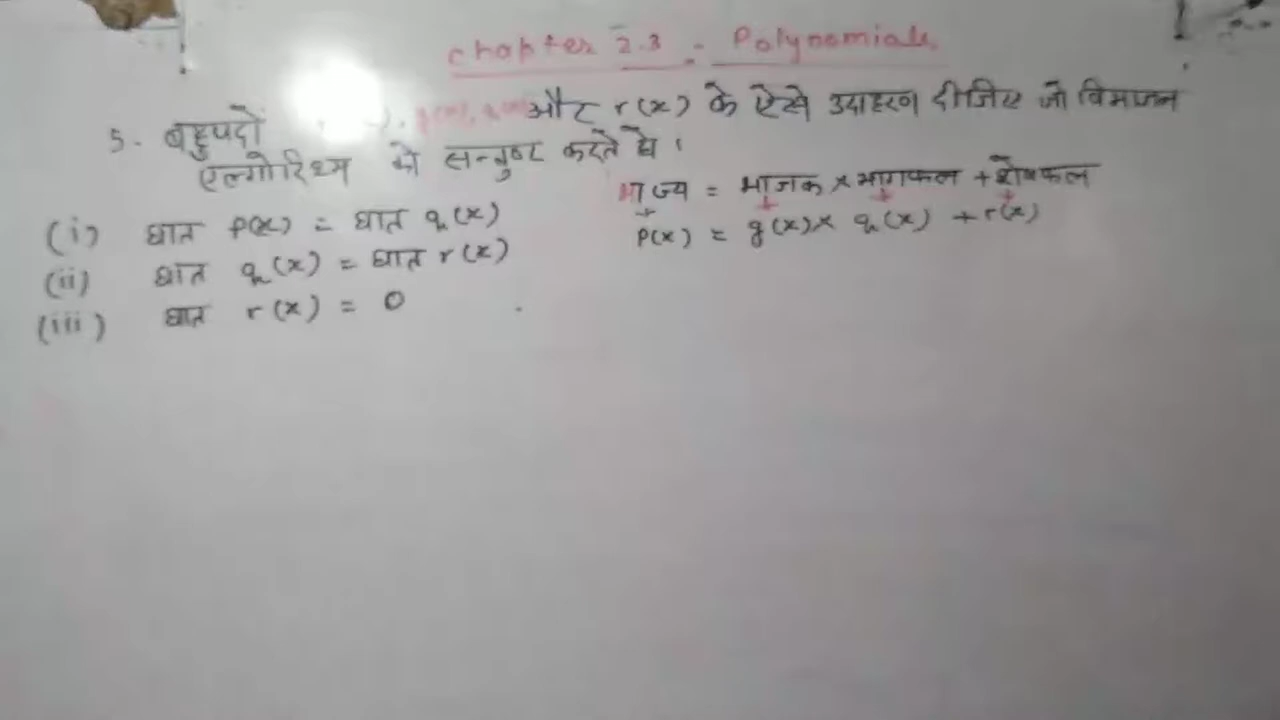 chapter 2.3 - Polynomials
5. बहुपदों और r(x) के ऐसे उदाहरण दीजिए जो विभाजन
एल्गोरिथ्म को सन्तुष्ट करते हो।
भाज्य = भाजक × भागफल + शेषफल
p(x) = g(x) × q(x) + r(x)
(i) घात p(x) = घात q(x)
(ii) घात q(x) = घात r(x)
(iii) घात r(x) = 0